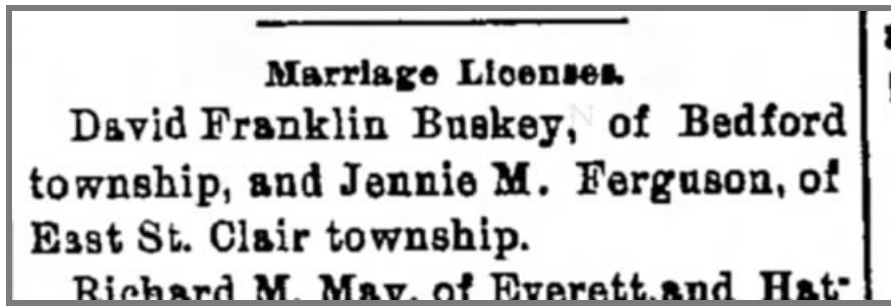 Marriage Licenses.
David Franklin Buskey, of Bedford
township, and Jennie M. Ferguson, of
East St. Clair township.
Richard M. May, of Everett, and Hat-